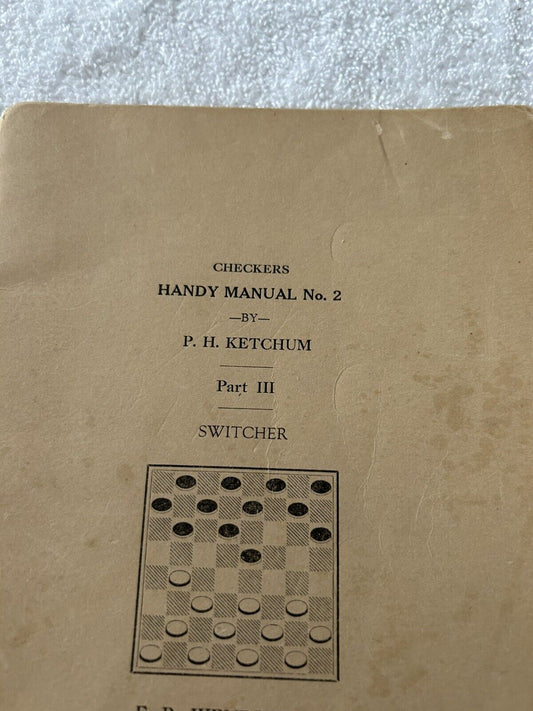 CHECKERS
HANDY MANUAL No. 2
—BY—
P. H. KETCHUM
Part III
SWITCHER